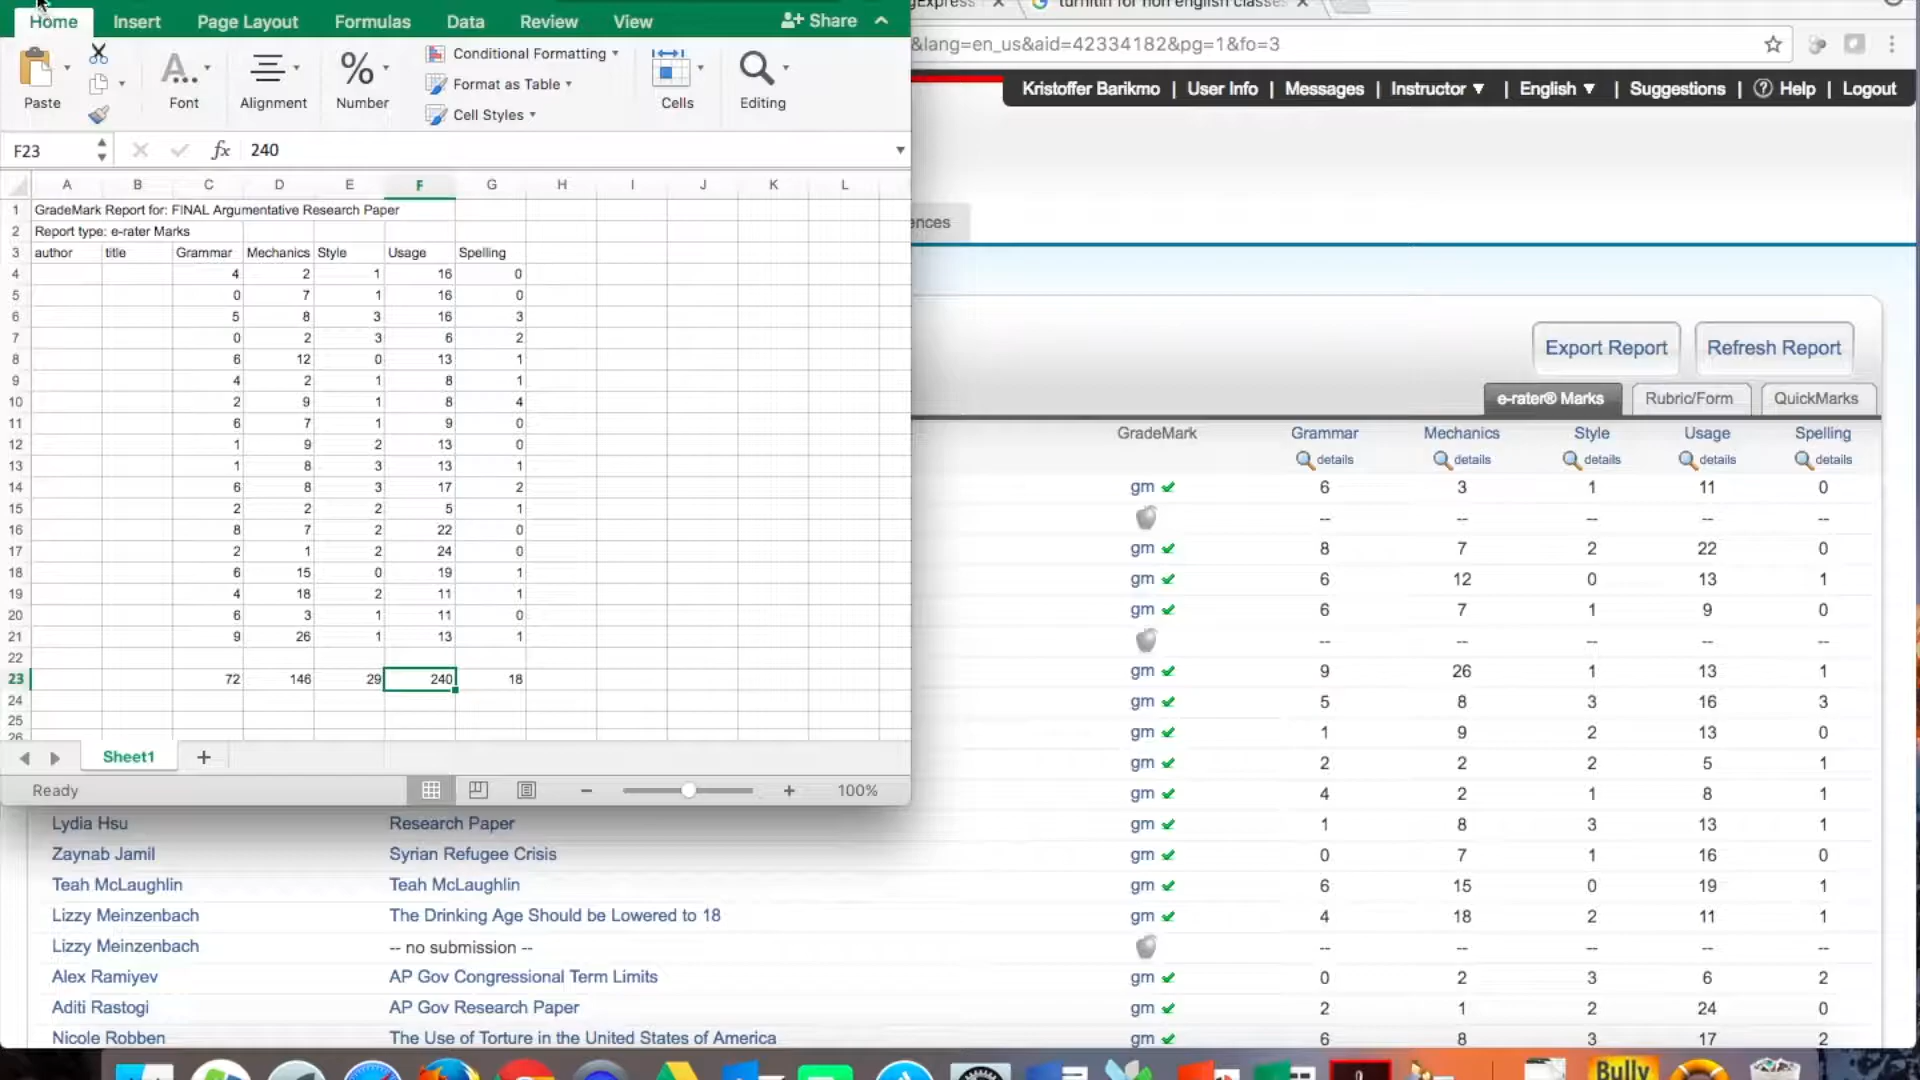 Home Insert Page Layout Formulas Data Review View Share
turnitin for non english classes
&lang=en_us&aid=42334182&pg=1&fo=3
Paste Font Alignment % Number Conditional Formatting Format as Table Cell Styles Cells Editing
Kristoffer Barikmo | User Info | Messages | Instructor ▼ | English ▼ | Suggestions | ? Help | Logout
F23 fx 240
A B C D E F G H I J K L
1 GradeMark Report for: FINAL Argumentative Research Paper
2 Report type: e-rater Marks
3 author title Grammar Mechanics Style Usage Spelling
4 4 2 1 16 0
5 0 7 1 16 0
6 5 8 3 16 3
7 0 2 3 6 2
8 6 12 0 13 1
9 4 2 1 8 1
10 2 9 1 8 4
11 6 7 1 9 0
12 1 9 2 13 0
13 1 8 3 13 1
14 6 8 3 17 2
15 2 2 2 5 1
16 8 7 2 22 0
17 2 1 2 24 0
18 6 15 0 19 1
19 4 18 2 11 1
20 6 3 1 11 0
21 9 26 1 13 1
22
23 72 146 29 240 18
24
25
26
Sheet1 +
Ready 100%
ences
Export Report Refresh Report
e-rater® Marks Rubric/Form QuickMarks
GradeMark Grammar Mechanics Style Usage Spelling
details details details details details
gm 6 3 1 11 0
-- -- -- -- --
gm 8 7 2 22 0
gm 6 12 0 13 1
gm 6 7 1 9 0
-- -- -- -- --
gm 9 26 1 13 1
gm 5 8 3 16 3
gm 1 9 2 13 0
gm 2 2 2 5 1
gm 4 2 1 8 1
Lydia Hsu Research Paper gm 1 8 3 13 1
Zaynab Jamil Syrian Refugee Crisis gm 0 7 1 16 0
Teah McLaughlin Teah McLaughlin gm 6 15 0 19 1
Lizzy Meinzenbach The Drinking Age Should be Lowered to 18 gm 4 18 2 11 1
Lizzy Meinzenbach -- no submission -- -- -- -- -- --
Alex Ramiyev AP Gov Congressional Term Limits gm 0 2 3 6 2
Aditi Rastogi AP Gov Research Paper gm 2 1 2 24 0
Nicole Robben The Use of Torture in the United States of America gm 6 8 3 17 2
Bully